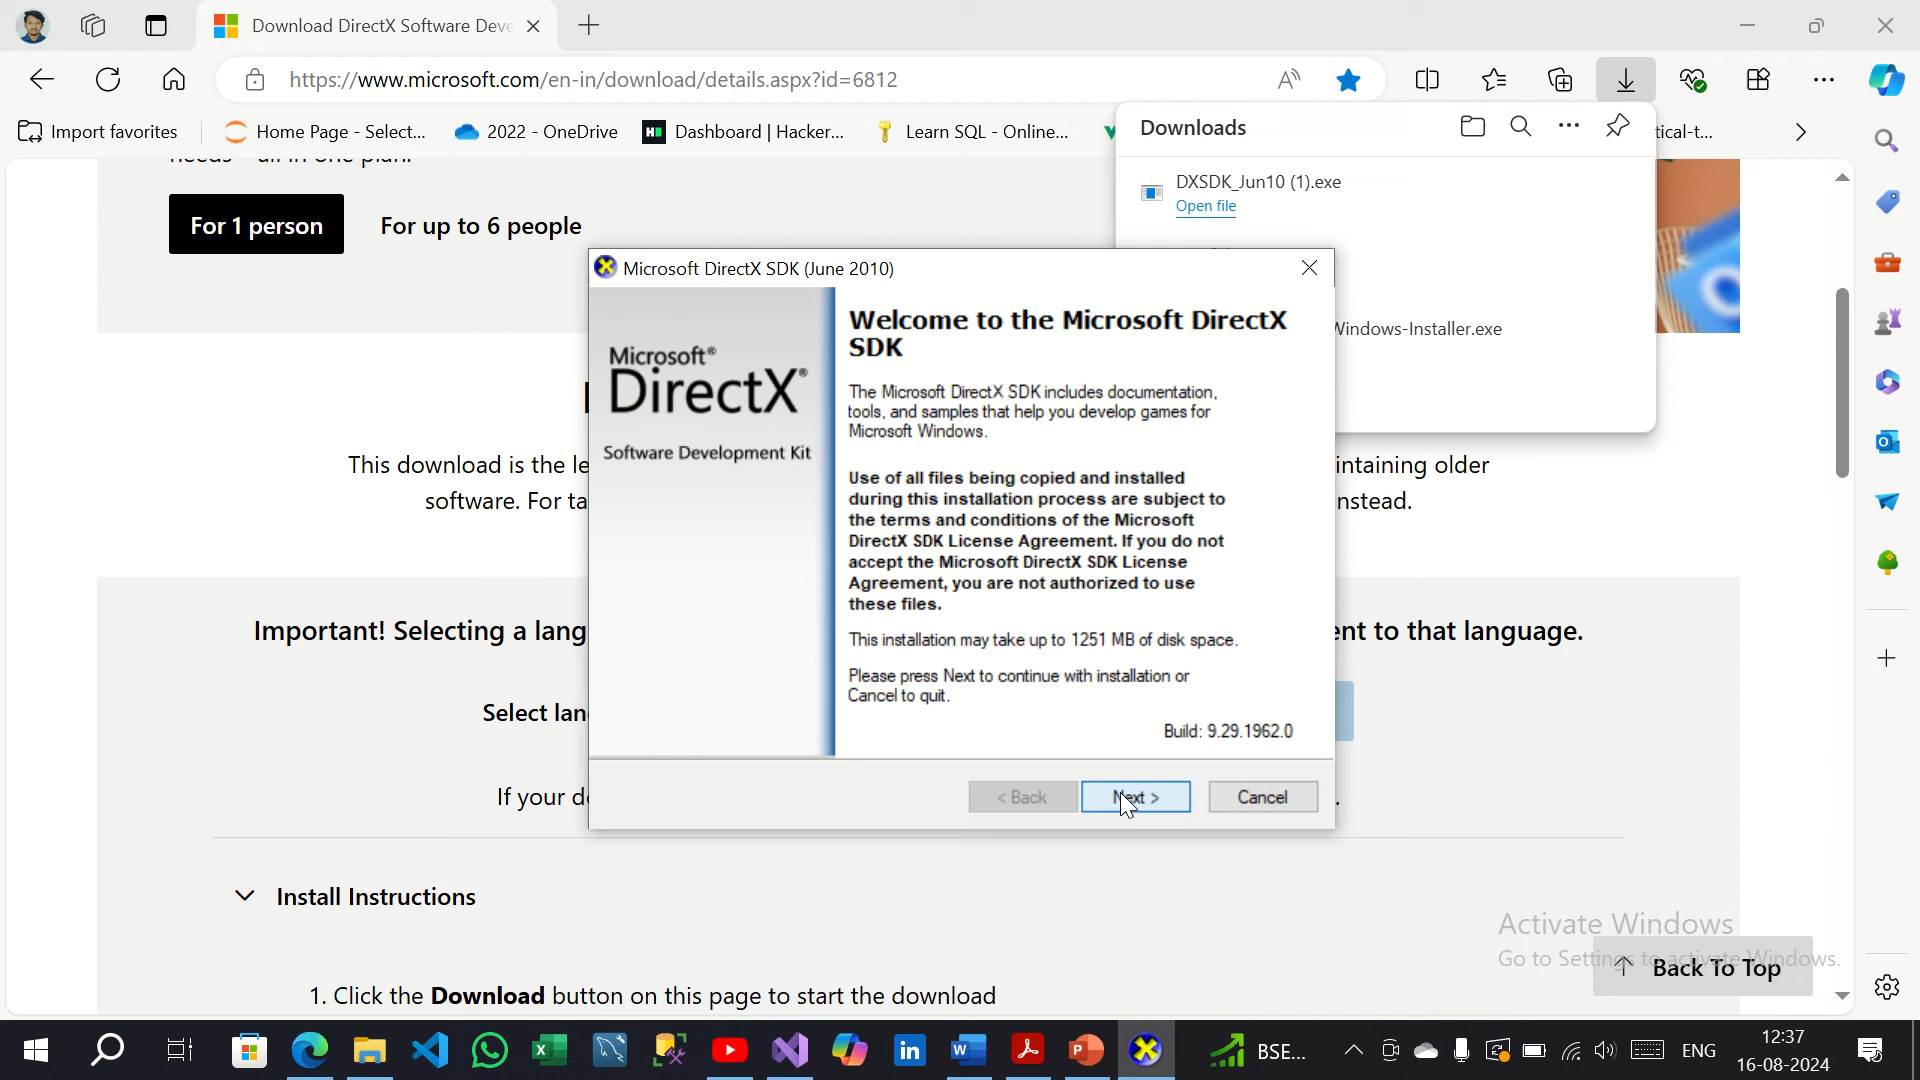 Download DirectX Software Deve
https://www.microsoft.com/en-in/download/details.aspx?id=6812
Import favorites
Home Page - Select...
2022 - OneDrive
Dashboard | Hacker...
Learn SQL - Online...
tical-t...
Downloads
DXSDK_Jun10 (1).exe
Open file
Windows-Installer.exe
For 1 person
For up to 6 people
Microsoft DirectX SDK (June 2010)
Microsoft®
DirectX®
Software Development Kit
Welcome to the Microsoft DirectX
SDK
The Microsoft DirectX SDK includes documentation,
tools, and samples that help you develop games for
Microsoft Windows.
Use of all files being copied and installed
during this installation process are subject to
the terms and conditions of the Microsoft
DirectX SDK License Agreement. If you do not
accept the Microsoft DirectX SDK License
Agreement, you are not authorized to use
these files.
This installation may take up to 1251 MB of disk space.
Please press Next to continue with installation or
Cancel to quit.
Build: 9.29.1962.0
< Back
Next >
Cancel
This download is the le
intaining older
software. For ta
nstead.
Important! Selecting a lang
ent to that language.
Select lan
If your d
Install Instructions
1. Click the Download button on this page to start the download
Activate Windows
Go to Settings to activate Windows.
Back To Top
BSE...
ENG
12:37
16-08-2024